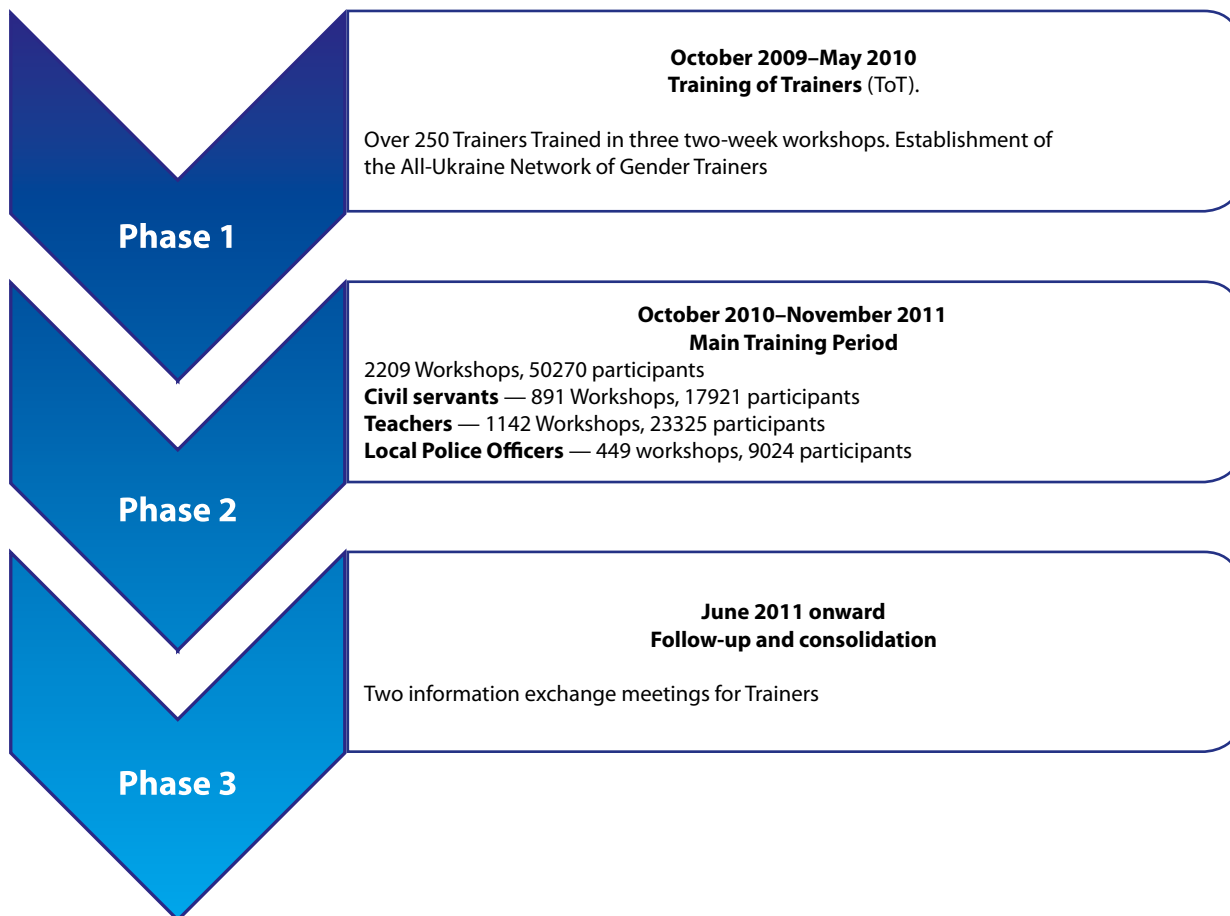 October 2009–May 2010
Training of Trainers (ToT).
Over 250 Trainers Trained in three two-week workshops. Establishment of
the All-Ukraine Network of Gender Trainers
Phase 1
October 2010–November 2011
Main Training Period
2209 Workshops, 50270 participants
Civil servants — 891 Workshops, 17921 participants
Teachers — 1142 Workshops, 23325 participants
Local Police Officers — 449 workshops, 9024 participants
Phase 2
June 2011 onward
Follow-up and consolidation
Two information exchange meetings for Trainers
Phase 3